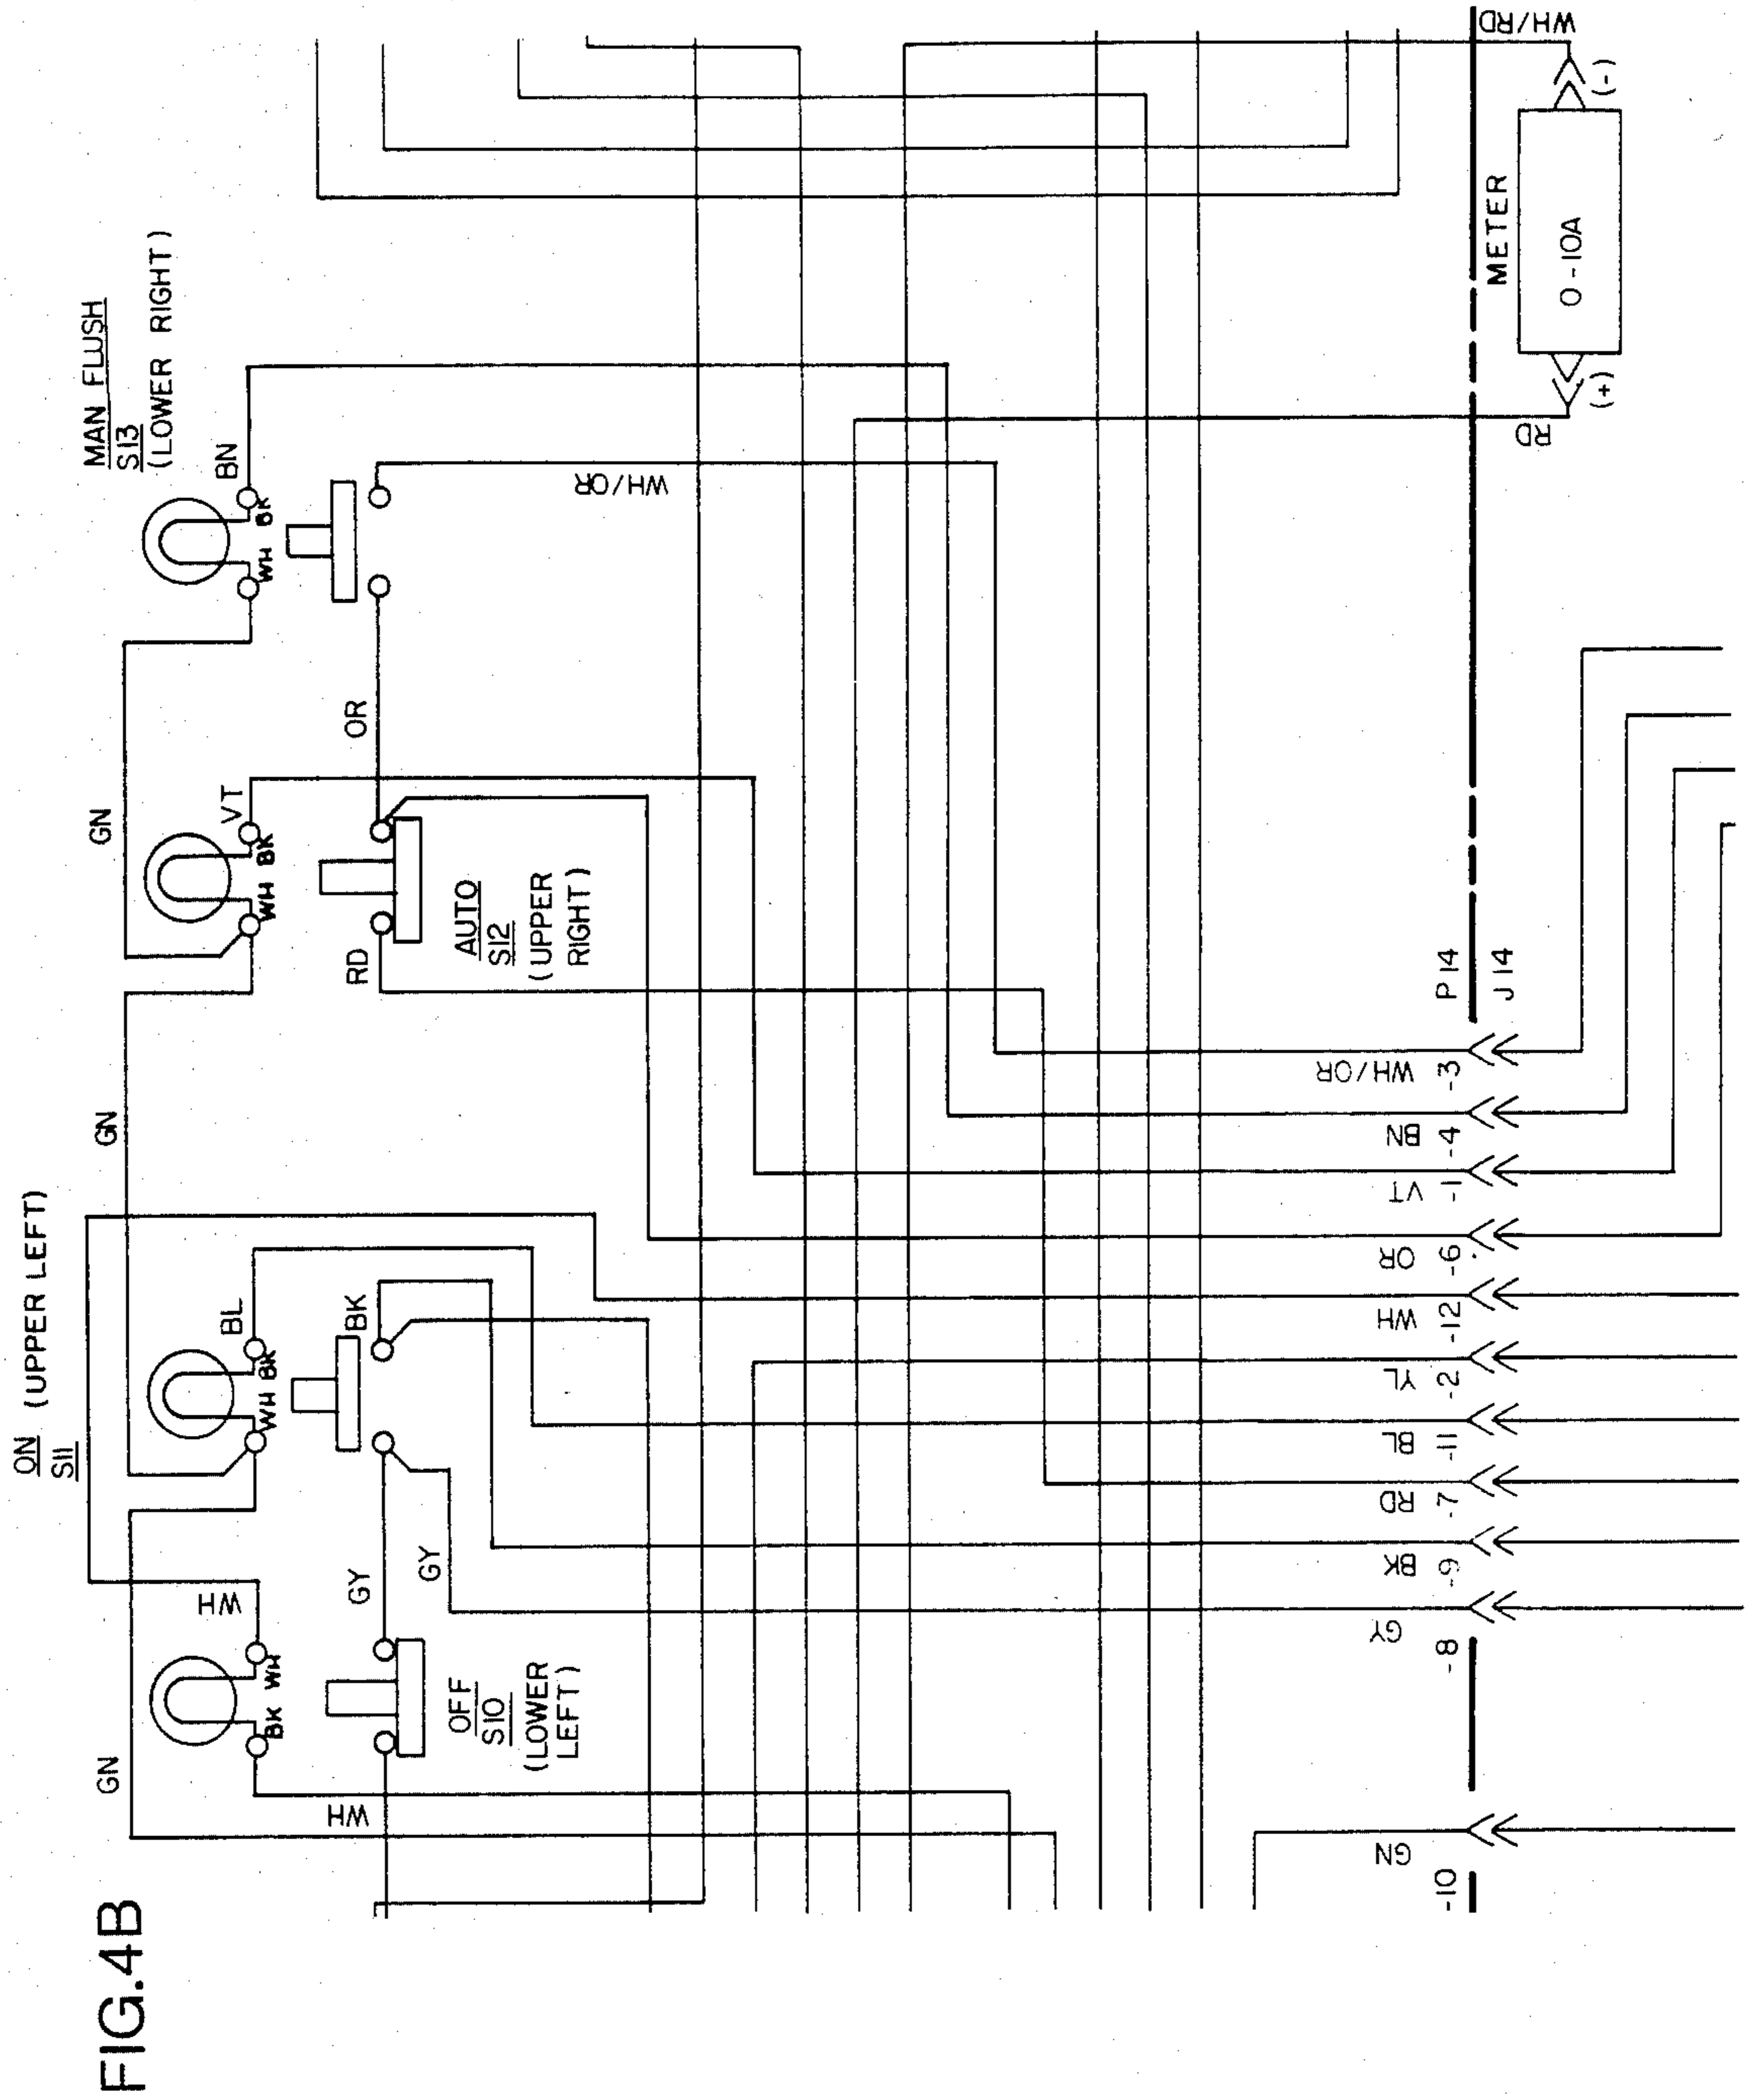 FIG.4B
ON (UPPER LEFT)
S11
MAN FLUSH
S13
(LOWER RIGHT)
GN
GN
GN
WH
BL
VT
BN
BK WH
WH BK
WH BK
WH BK
WH
GY
GY
BK
RD
OR
WH/OR
OFF
S10
(LOWER
LEFT)
AUTO
S12
(UPPER
RIGHT)
GN
GY
BK
RD
BL
YL
WH
OR
VT
BN
WH/OR
-10
-8
-9
-7
-11
-2
-12
-6
-1
-4
-3
P14
J14
RD
WH/RD
METER
(+)
0-10A
(-)